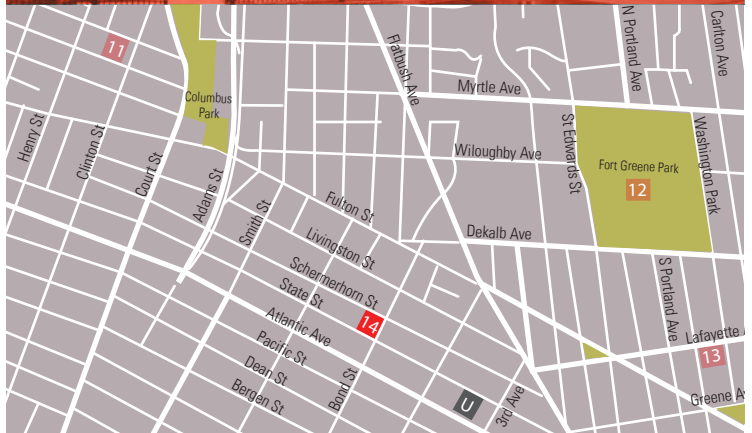 11
Columbus
Park
Henry St
Clinton St
Court St
Adams St
Smith St
Flatbush Ave
Myrtle Ave
N Portland Ave
Carlton Ave
Wiloughby Ave
St Edwards St
Fort Greene Park
12
Washington Park
Fulton St
Livingston St
Schermerhorn St
State St
14
Atlantic Ave
Pacific St
Dean St
Bergen St
Bond St
Dekalb Ave
S Portland Ave
Lafayette A
13
Greene Av
U
3rd Ave